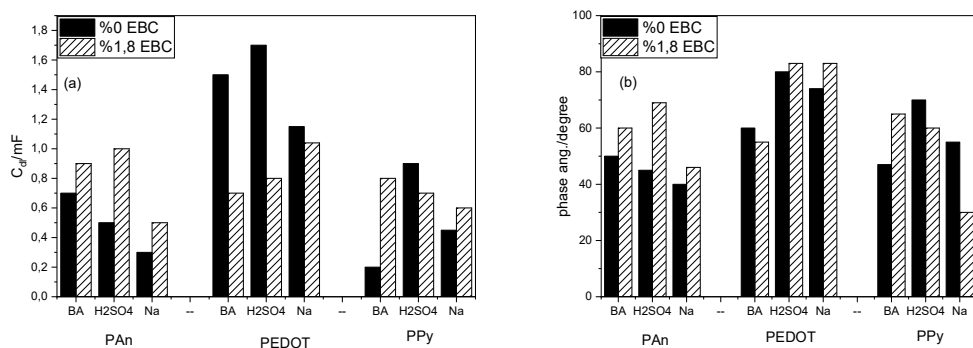 %0 EBC
%1,8 EBC
(a)
1,8
1,6
1,4
1,2
1,0
0,8
0,6
0,4
0,2
0,0
Cdl/mF
BA H2SO4 Na -- BA H2SO4 Na -- BA H2SO4 Na
PAn PEDOT PPy
%0 EBC
%1,8 EBC
(b)
100
80
60
40
20
0
phase ang./degree
BA H2SO4 Na -- BA H2SO4 Na -- BA H2SO4 Na
PAn PEDOT PPy